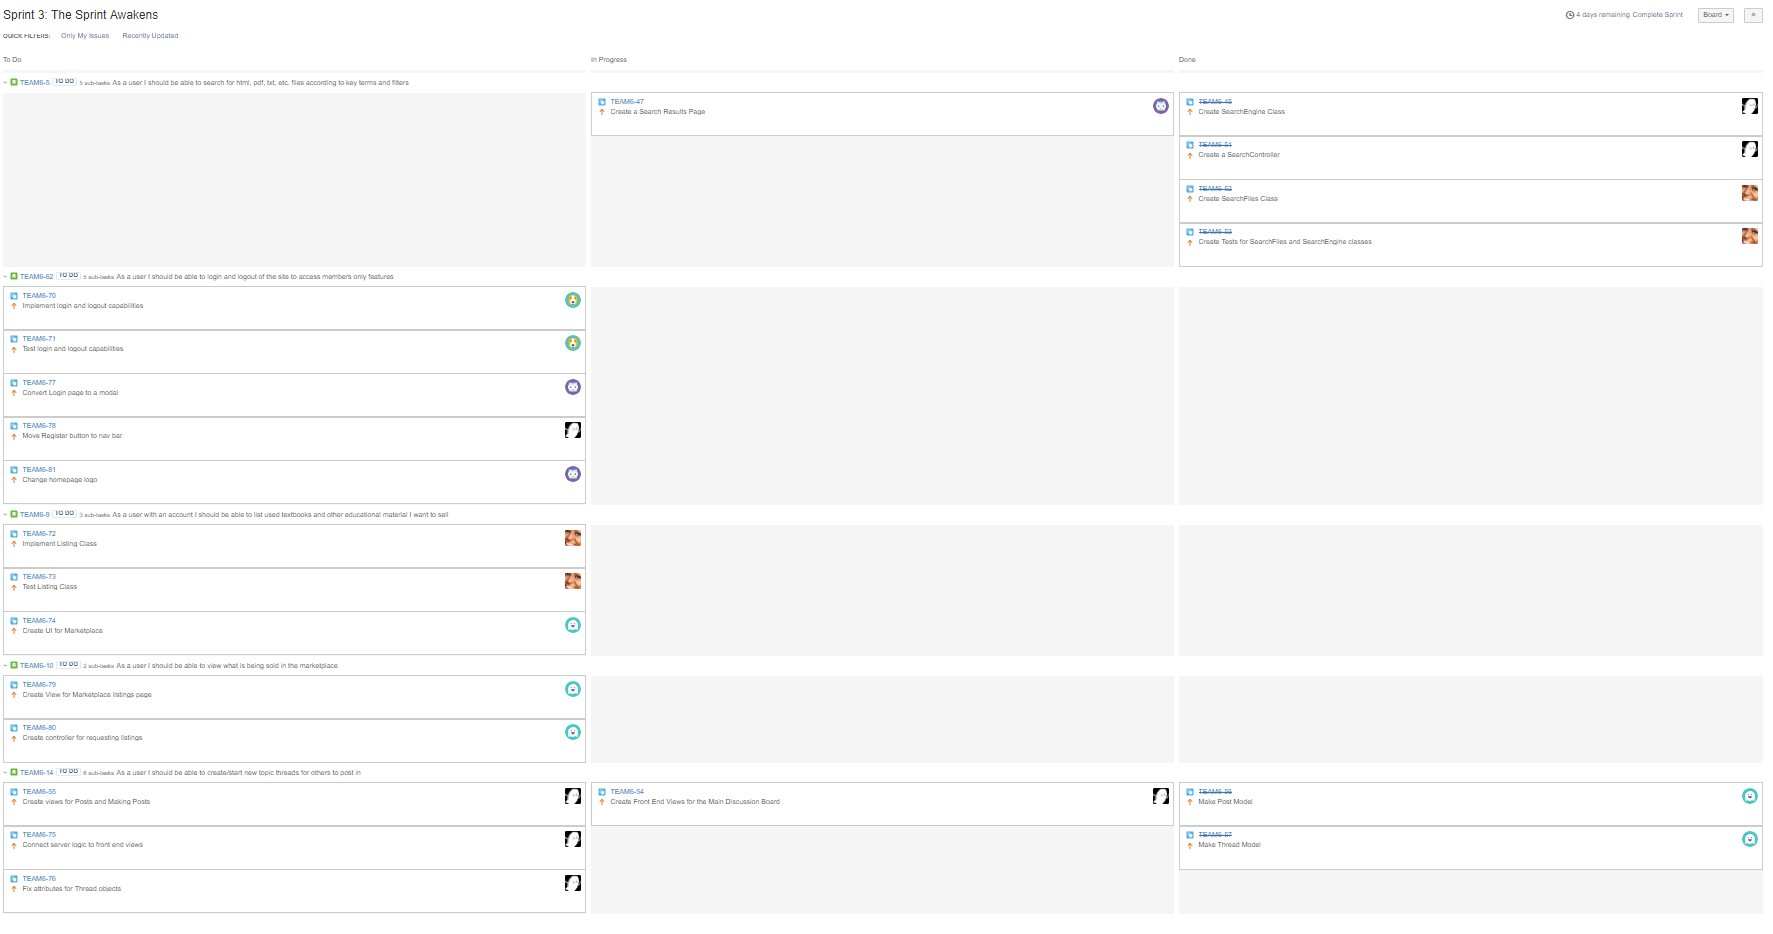 Sprint 3: The Sprint Awakens
4 days remaining Complete Sprint Board
QUICK FILTERS: Only My Issues Recently Updated
To Do In Progress Done
TEAM6-5 TO DO 5 sub-tasks As a user I should be able to search for html, pdf, txt, etc. files according to key terms and filters
TEAM6-47
Create a Search Results Page
TEAM6-45
Create SearchEngine Class
TEAM6-51
Create a SearchController
TEAM6-52
Create SearchFiles Class
TEAM6-53
Create Tests for SearchFiles and SearchEngine classes
TEAM6-62 TO DO 5 sub-tasks As a user I should be able to login and logout of the site to access members only features
TEAM6-70
Implement login and logout capabilities
TEAM6-71
Test login and logout capabilities
TEAM6-77
Convert Login page to a modal
TEAM6-78
Move Register button to nav bar
TEAM6-81
Change homepage logo
TEAM6-9 TO DO 3 sub-tasks As a user with an account I should be able to list used textbooks and other educational material I want to sell
TEAM6-72
Implement Listing Class
TEAM6-73
Test Listing Class
TEAM6-74
Create UI for Marketplace
TEAM6-10 TO DO 2 sub-tasks As a user I should be able to view what is being sold in the marketplace
TEAM6-79
Create View for Marketplace listings page
TEAM6-80
Create controller for requesting listings
TEAM6-14 TO DO 6 sub-tasks As a user I should be able to create/start new topic threads for others to post in
TEAM6-55
Create views for Posts and Making Posts
TEAM6-75
Connect server logic to front end views
TEAM6-76
Fix attributes for Thread objects
TEAM6-54
Create Front End Views for the Main Discussion Board
TEAM6-56
Make Post Model
TEAM6-57
Make Thread Model